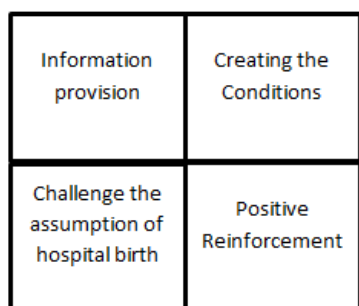 Information
provision
Creating the
Conditions
Challenge the
assumption of
hospital birth
Positive
Reinforcement